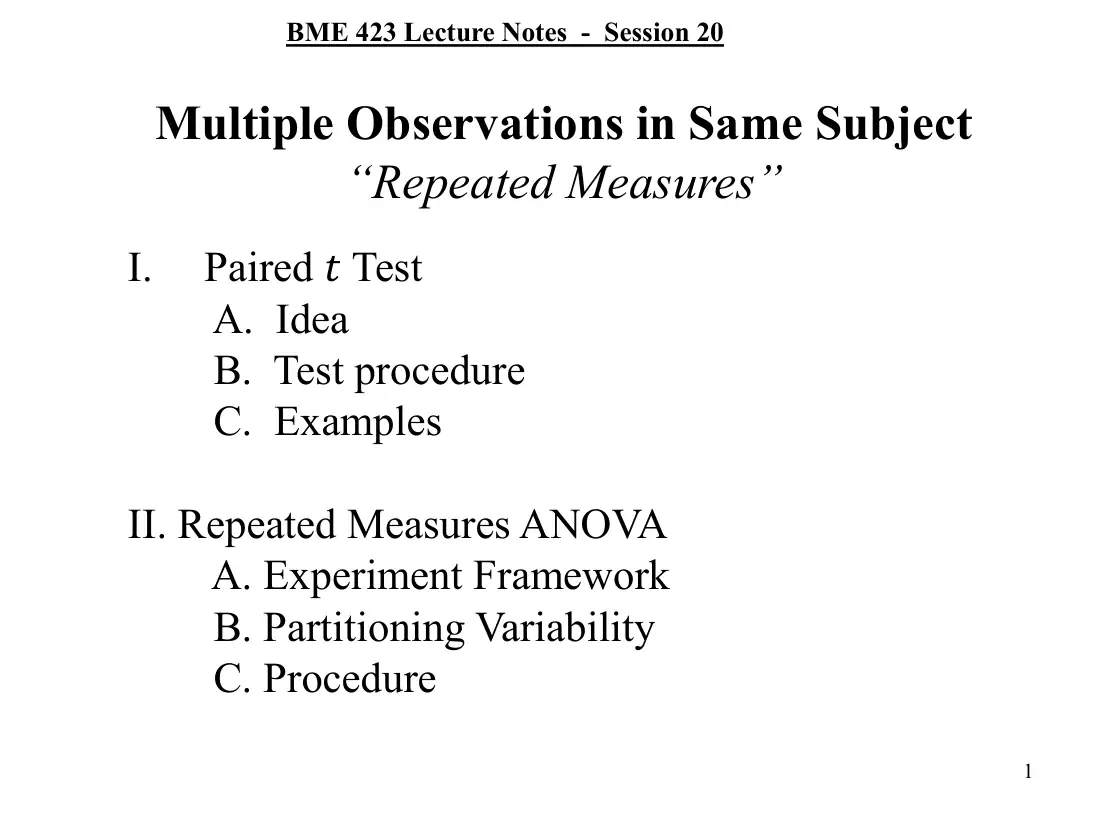 BME 423 Lecture Notes - Session 20
Multiple Observations in Same Subject
“Repeated Measures”
I. Paired t Test
A. Idea
B. Test procedure
C. Examples
II. Repeated Measures ANOVA
A. Experiment Framework
B. Partitioning Variability
C. Procedure
1